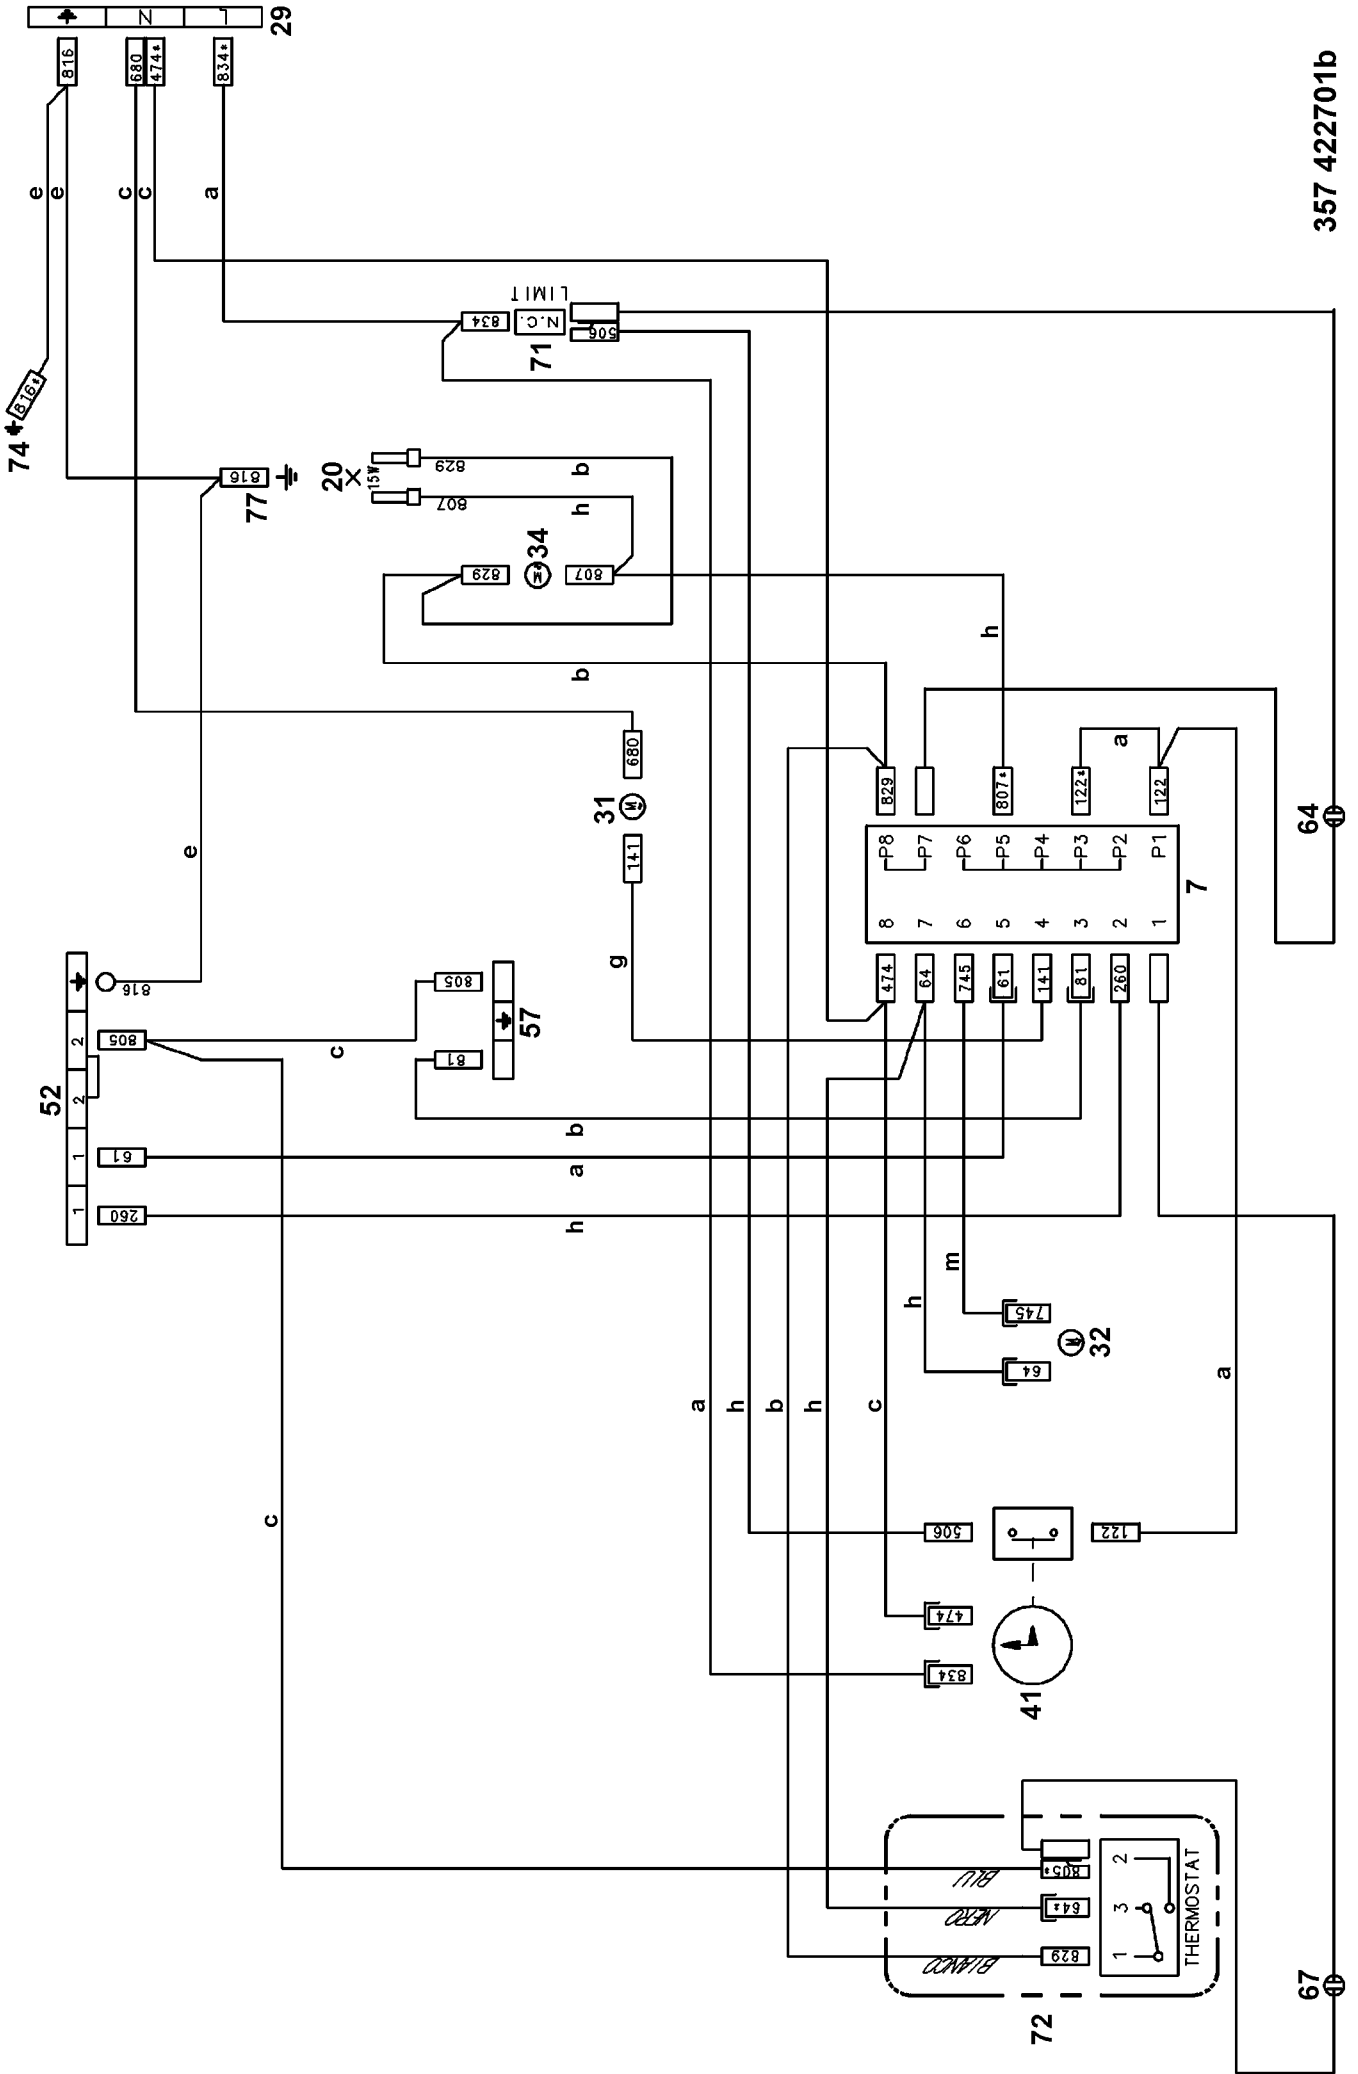 29
N
L
816
680
474*
834*
e
e
c
c
a
357 422701b
LIMIT
834
N.C.
506
71
816*
74
816
77
20
15W
829
807
b
h
829
34
807
h
b
a
680
31
141
g
e
829
807*
122*
122
8 P8
7 P7
6 P6
5 P5
4 P4
3 P3
2 P2
1 P1
7
64
474
64
745
61
141
81
260
52
1
1
2
2
816
805
61
260
c
805
81
57
b
a
h
m
h
745
64
32
a
h
b
h
c
a
c
506
122
474
834
41
BLU
NERO
BIANCO
805*
64*
829
1 3 2
THERMOSTAT
72
67